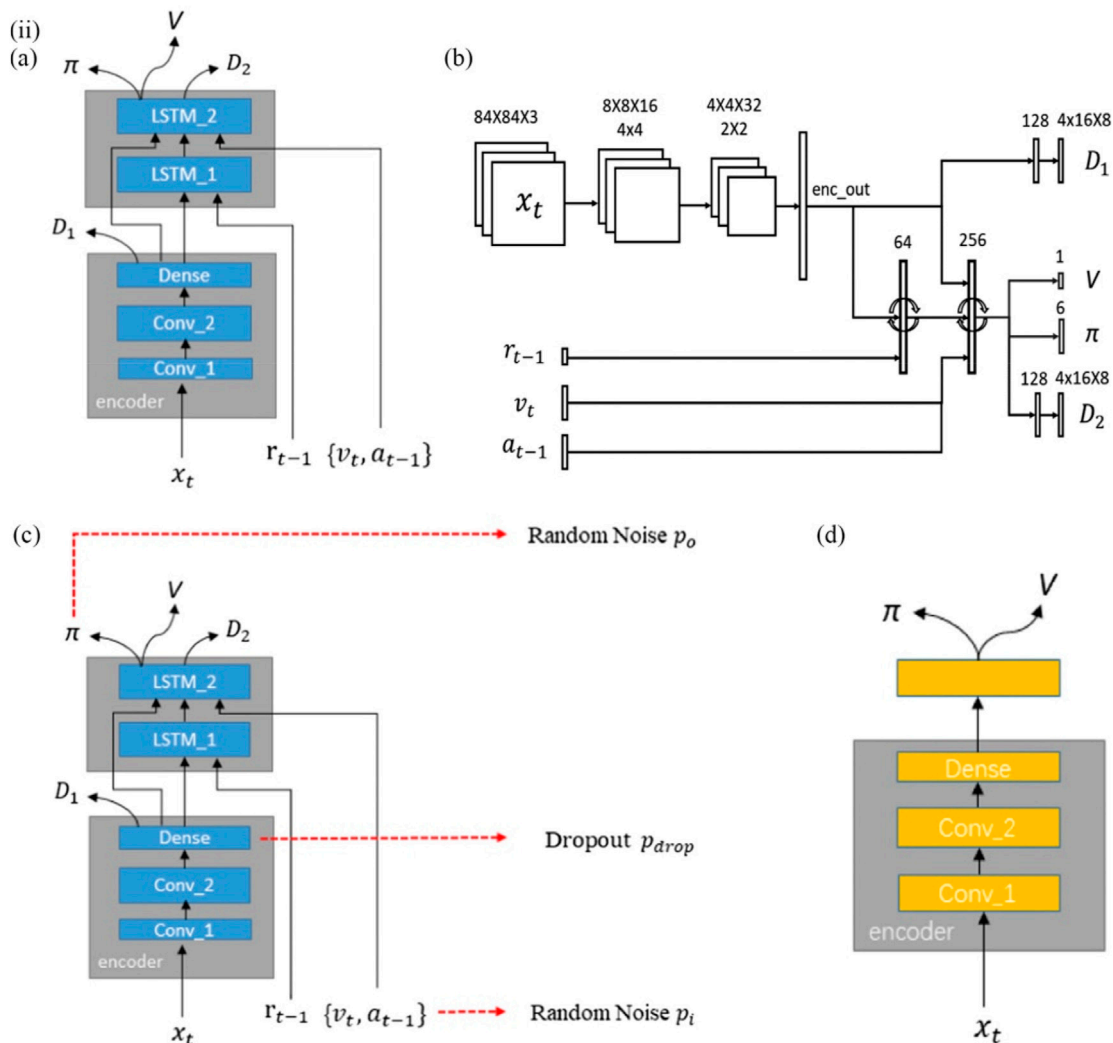 (ii)
(a)
V
π
D₂
LSTM_2
LSTM_1
D₁
Dense
Conv_2
Conv_1
encoder
rₜ₋₁ {vₜ, aₜ₋₁}
xₜ
(b)
84X84X3
8X8X16
4x4
4X4X32
2X2
xₜ
enc_out
128 4x16X8
D₁
64
256
1
V
6
π
128 4x16X8
D₂
rₜ₋₁
vₜ
aₜ₋₁
(c)
Random Noise pₒ
V
π
D₂
LSTM_2
LSTM_1
D₁
Dense
Dropout p_drop
Conv_2
Conv_1
encoder
rₜ₋₁ {vₜ, aₜ₋₁}
Random Noise pᵢ
xₜ
(d)
π
V
Dense
Conv_2
Conv_1
encoder
xₜ